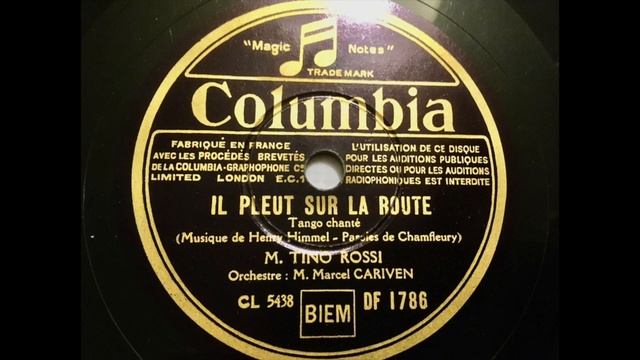 "Magic Notes"
TRADE MARK
Columbia
FABRIQUÉ EN FRANCE
AVEC LES PROCÉDÉS BREVETÉS
DE LA COLUMBIA-GRAPHOPHONE Co
LIMITED LONDON E.C.1
L'UTILISATION DE CE DISQUE
POUR LES AUDITIONS PUBLIQUES
DIRECTES OU POUR LES AUDITIONS
RADIOPHONIQUES EST INTERDITE
IL PLEUT SUR LA ROUTE
Tango chanté
(Musique de Henry Himmel - Paroles de Chamfleury)
M. TINO ROSSI
Orchestre : M. Marcel CARIVEN
CL 5438
BIEM
DF 1786